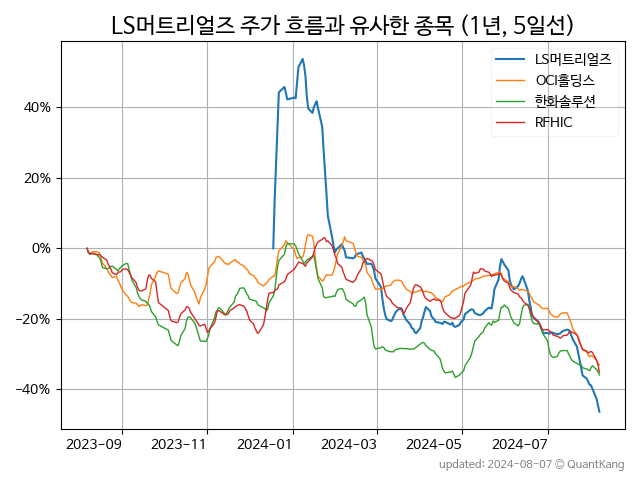 LS머트리얼즈 주가 흐름과 유사한 종목 (1년, 5일선)
LS머트리얼즈
OCI홀딩스
한화솔루션
RFHIC
40%
20%
0%
−20%
−40%
2023-09
2023-11
2024-01
2024-03
2024-05
2024-07
updated: 2024-08-07 © QuantKang